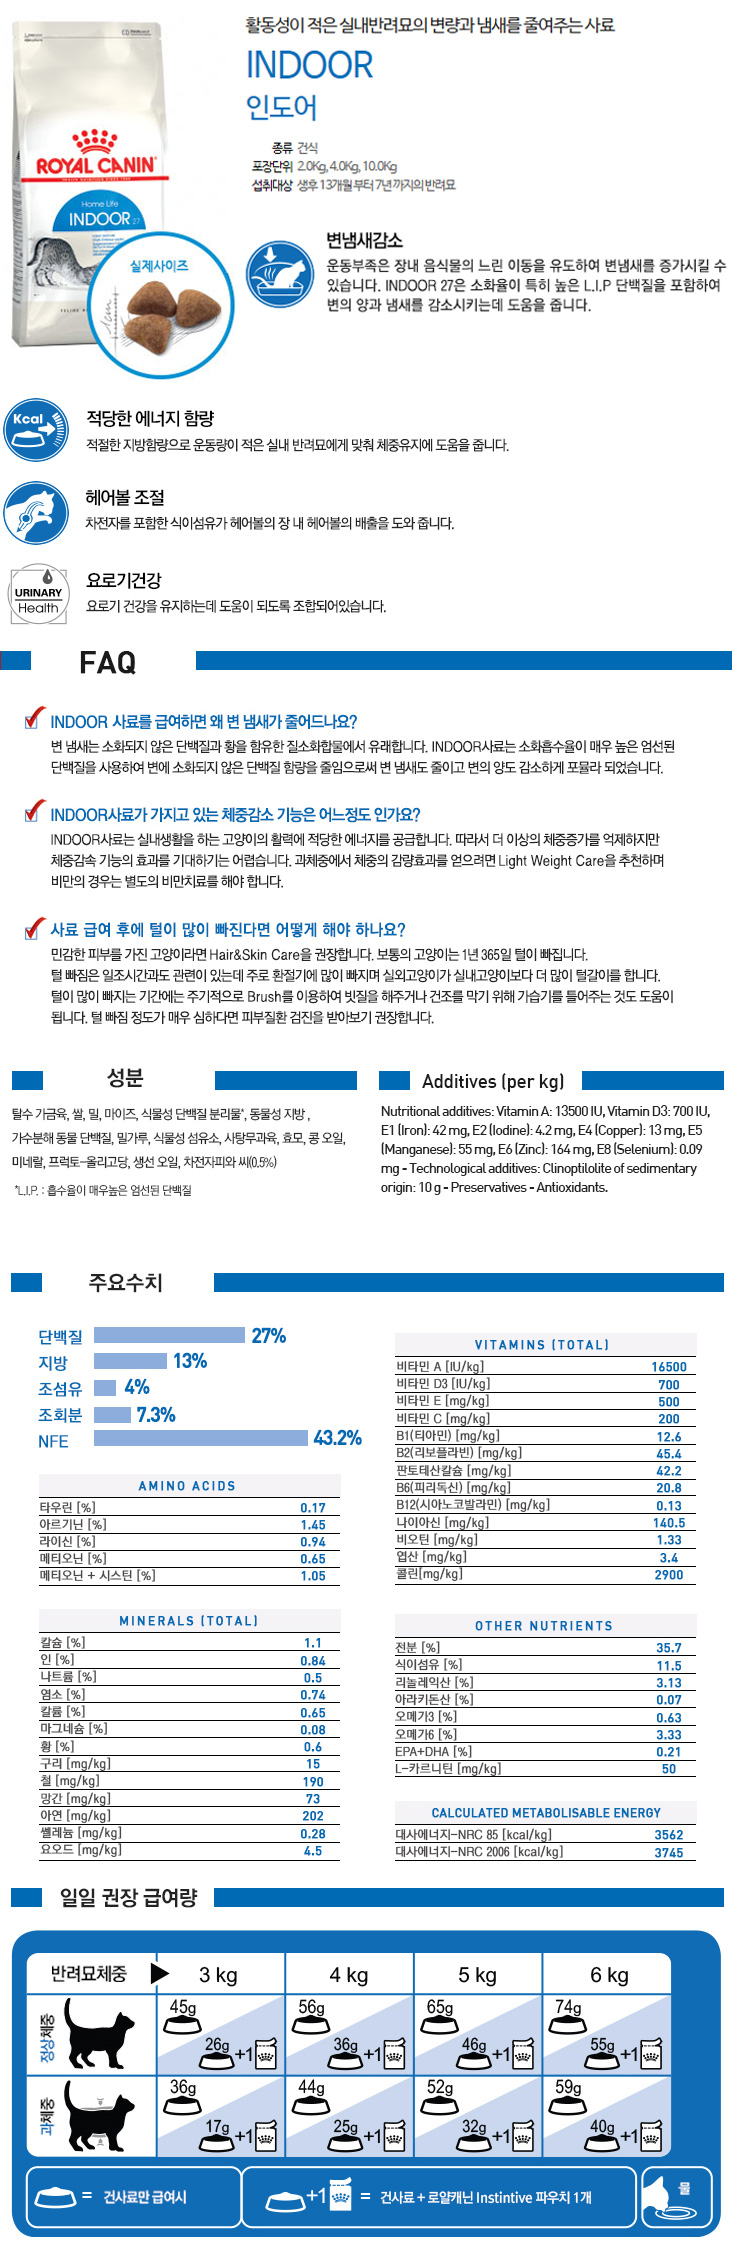 활동성이 적은 실내반려묘의 변량과 냄새를 줄여주는 사료
INDOOR
인도어
종류 건식
포장단위 2.0Kg, 4.0Kg, 10.0Kg
섭취대상 생후 13개월 부터 7년 까지의 반려묘
ROYAL CANIN
Home Life
INDOOR 27
실제사이즈
1cm
변냄새감소
운동부족은 장내 음식물의 느린 이동을 유도하여 변냄새를 증가시킬 수
있습니다. INDOOR 27은 소화율이 특히 높은 L.I.P 단백질을 포함하여
변의 양과 냄새를 감소시키는데 도움을 줍니다.
Kcal
적당한 에너지 함량
적절한 지방함량으로 운동량이 적은 실내 반려묘에게 맞춰 체중유지에 도움을 줍니다.
헤어볼 조절
차전자를 포함한 식이섬유가 헤어볼의 장 내 헤어볼의 배출을 도와 줍니다.
URINARY
Health
요로기건강
요로기 건강을 유지하는데 도움이 되도록 조합되어있습니다.
FAQ
INDOOR 사료를 급여하면 왜 변 냄새가 줄어드나요?
변 냄새는 소화되지 않은 단백질과 황을 함유한 질소화합물에서 유래합니다. INDOOR사료는 소화흡수율이 매우 높은 엄선된
단백질을 사용하여 변에 소화되지 않은 단백질 함량을 줄임으로써 변 냄새도 줄이고 변의 양도 감소하게 포뮬라 되었습니다.
INDOOR사료가 가지고 있는 체중감소 기능은 어느정도 인가요?
INDOOR사료는 실내생활을 하는 고양이의 활력에 적당한 에너지를 공급합니다. 따라서 더 이상의 체중증가를 억제하지만
체중감속 기능의 효과를 기대하기는 어렵습니다. 과체중에서 체중의 감량효과를 얻으려면 Light Weight Care을 추천하며
비만의 경우는 별도의 비만치료를 해야 합니다.
사료 급여 후에 털이 많이 빠진다면 어떻게 해야 하나요?
민감한 피부를 가진 고양이라면 Hair&Skin Care을 권장합니다. 보통의 고양이는 1년 365일 털이 빠집니다.
털 빠짐은 일조시간과도 관련이 있는데 주로 환절기에 많이 빠지며 실외고양이가 실내고양이보다 더 많이 털갈이를 합니다.
털이 많이 빠지는 기간에는 주기적으로 Brush를 이용하여 빗질을 해주거나 건조를 막기 위해 가습기를 틀어주는 것도 도움이
됩니다. 털 빠짐 정도가 매우 심하다면 피부질환 검진을 받아보기 권장합니다.
성분
탈수 가금육, 쌀, 밀, 마이즈, 식물성 단백질 분리물*, 동물성 지방 ,
가수분해 동물 단백질, 밀가루, 식물성 섬유소, 사탕무과육, 효모, 콩 오일,
미네랄, 프럭토-올리고당, 생선 오일, 차전자피와 씨(0.5%)
*L.I.P. : 흡수율이 매우높은 엄선된 단백질
Additives (per kg)
Nutritional additives: Vitamin A: 13500 IU, Vitamin D3: 700 IU,
E1 (Iron): 42 mg, E2 (Iodine): 4.2 mg, E4 (Copper): 13 mg, E5
(Manganese): 55 mg, E6 (Zinc): 164 mg, E8 (Selenium): 0.09
mg - Technological additives: Clinoptilolite of sedimentary
origin: 10 g - Preservatives - Antioxidants.
주요수치
단백질 27%
지방 13%
조섬유 4%
조회분 7.3%
NFE 43.2%
AMINO ACIDS
타우린 [%] 0.17
아르기닌 [%] 1.45
라이신 [%] 0.94
메티오닌 [%] 0.65
메티오닌 + 시스틴 [%] 1.05
MINERALS (TOTAL)
칼슘 [%] 1.1
인 [%] 0.84
나트륨 [%] 0.5
염소 [%] 0.74
칼륨 [%] 0.65
마그네슘 [%] 0.08
황 [%] 0.6
구리 [mg/kg] 15
철 [mg/kg] 190
망간 [mg/kg] 73
아연 [mg/kg] 202
쎌레늄 [mg/kg] 0.28
요오드 [mg/kg] 4.5
VITAMINS (TOTAL)
비타민 A [IU/kg] 16500
비타민 D3 [IU/kg] 700
비타민 E [mg/kg] 500
비타민 C [mg/kg] 200
B1(티아민) [mg/kg] 12.6
B2(리보플라빈) [mg/kg] 45.4
판토테산칼슘 [mg/kg] 42.2
B6(피리독신) [mg/kg] 20.8
B12(시아노코발라민) [mg/kg] 0.13
나이아신 [mg/kg] 140.5
비오틴 [mg/kg] 1.33
엽산 [mg/kg] 3.4
콜린[mg/kg] 2900
OTHER NUTRIENTS
전분 [%] 35.7
식이섬유 [%] 11.5
리놀레익산 [%] 3.13
아라키돈산 [%] 0.07
오메가3 [%] 0.63
오메가6 [%] 3.33
EPA+DHA [%] 0.21
L-카르니틴 [mg/kg] 50
CALCULATED METABOLISABLE ENERGY
대사에너지-NRC 85 [kcal/kg] 3562
대사에너지-NRC 2006 [kcal/kg] 3745
일일 권장 급여량
반려묘체중 ▶ 3 kg 4 kg 5 kg 6 kg
정상체중
45g 56g 65g 74g
26g +1 36g +1 46g +1 55g +1
과체중
36g 44g 52g 59g
17g +1 25g +1 32g +1 40g +1
= 건사료만 급여시
+1 = 건사료 + 로얄캐닌 Instintive 파우치 1개
물